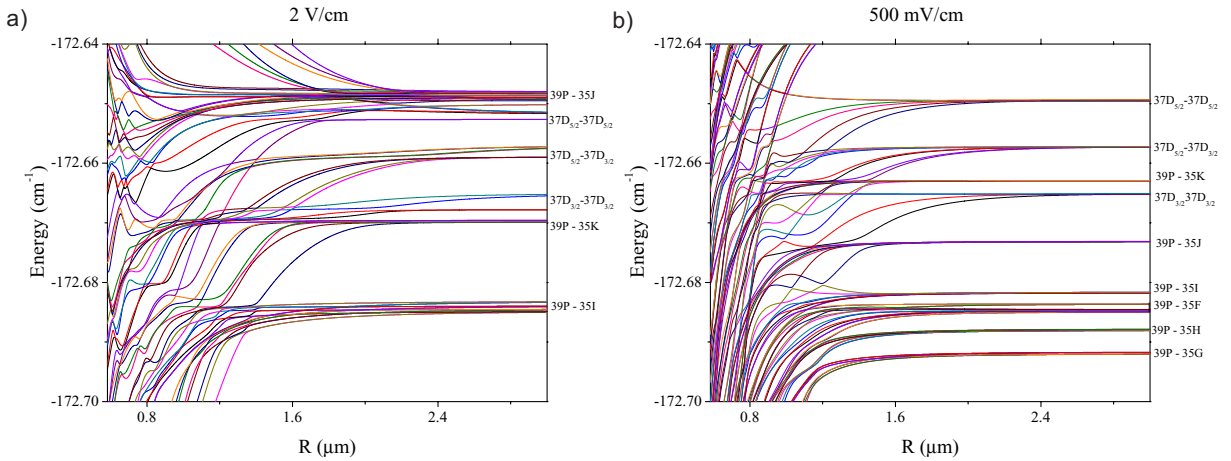 a)
2 V/cm
Energy (cm⁻¹)
-172.64
-172.66
-172.68
-172.70
0.8
1.6
2.4
R (μm)
39P - 35J
37D₅/₂-37D₅/₂
37D₅/₂-37D₃/₂
37D₃/₂-37D₃/₂
39P - 35K
39P - 35I
b)
500 mV/cm
Energy (cm⁻¹)
-172.64
-172.66
-172.68
-172.70
0.8
1.6
2.4
R (μm)
37D₅/₂-37D₅/₂
37D₅/₂-37D₃/₂
39P - 35K
37D₃/₂-37D₃/₂
39P - 35J
39P - 35I
39P - 35F
39P - 35H
39P - 35G